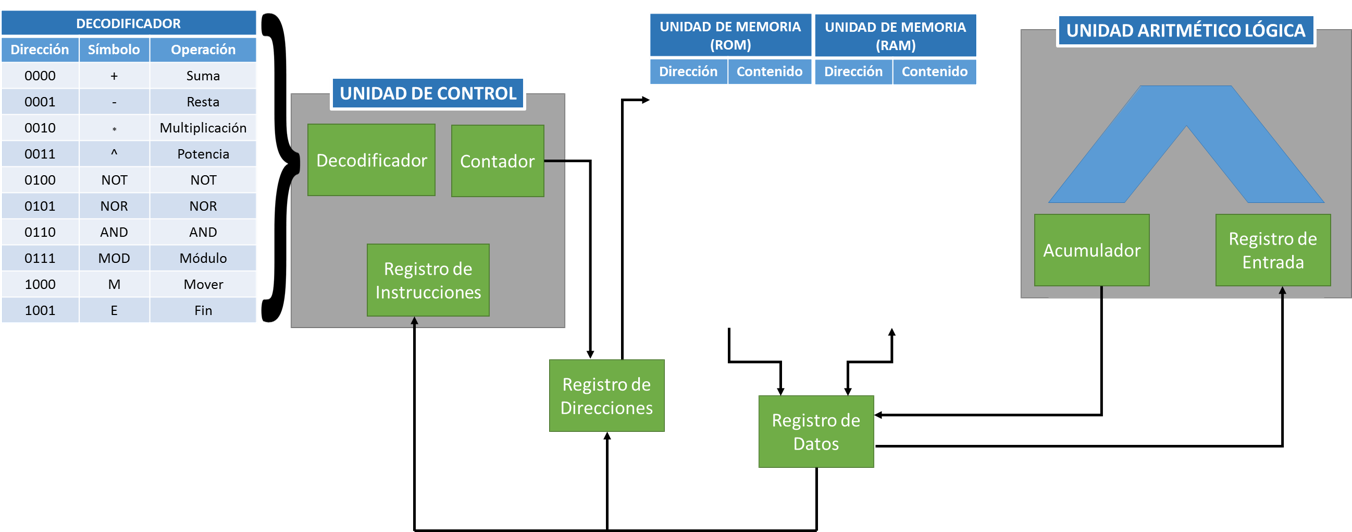 DECODIFICADOR
Dirección Símbolo Operación
0000 + Suma
0001 - Resta
0010 * Multiplicación
0011 ^ Potencia
0100 NOT NOT
0101 NOR NOR
0110 AND AND
0111 MOD Módulo
1000 M Mover
1001 E Fin
UNIDAD DE CONTROL
Decodificador
Contador
Registro de
Instrucciones
Registro de
Direcciones
UNIDAD DE MEMORIA
(ROM)
Dirección Contenido
UNIDAD DE MEMORIA
(RAM)
Dirección Contenido
Registro de
Datos
UNIDAD ARITMÉTICO LÓGICA
Acumulador
Registro de
Entrada